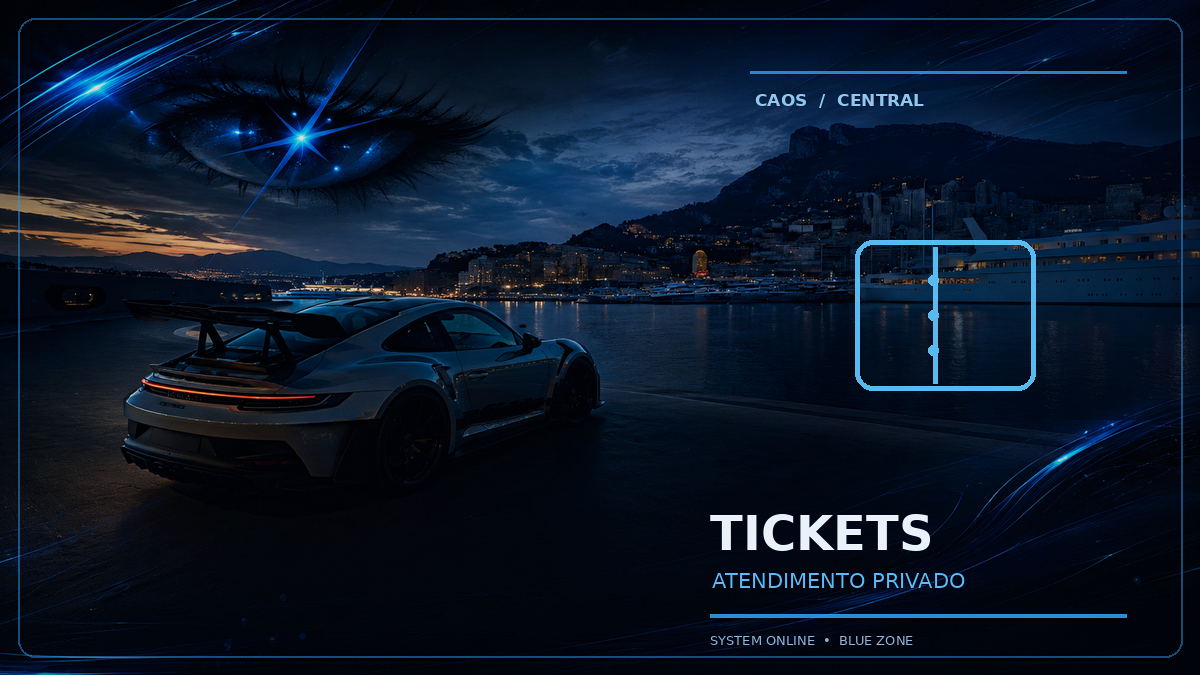 CAOS / CENTRAL
TICKETS
ATENDIMENTO PRIVADO
SYSTEM ONLINE • BLUE ZONE